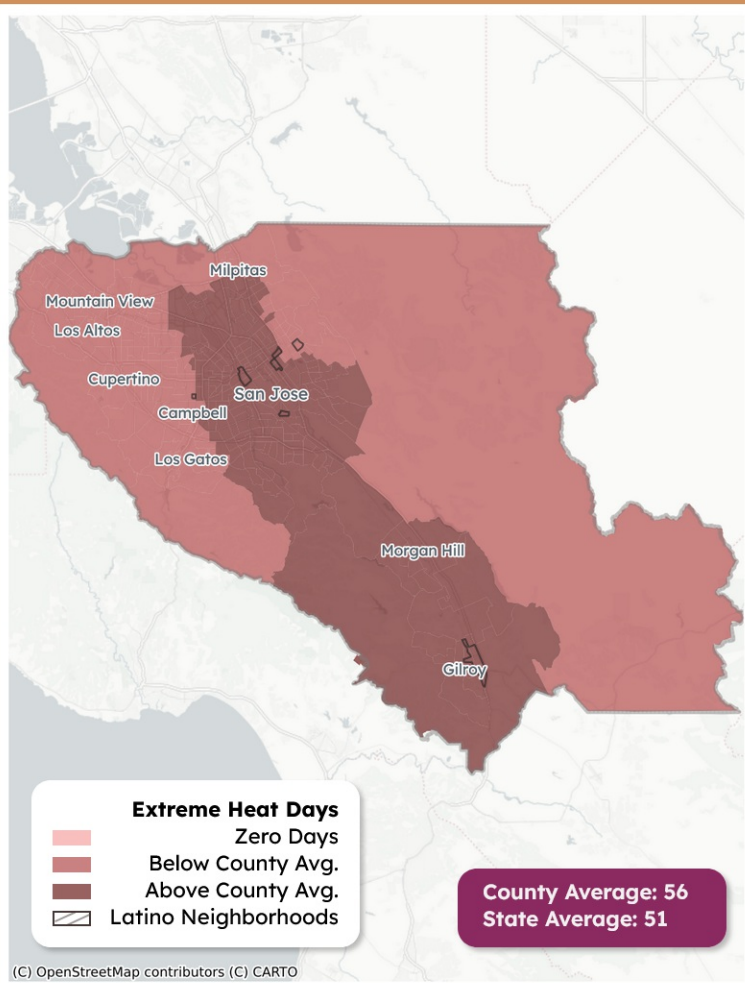 Milpitas
Mountain View
Los Altos
Cupertino
San Jose
Campbell
Los Gatos
Morgan Hill
Gilroy
Extreme Heat Days
Zero Days
Below County Avg.
Above County Avg.
Latino Neighborhoods
County Average: 56
State Average: 51
(C) OpenStreetMap contributors (C) CARTO